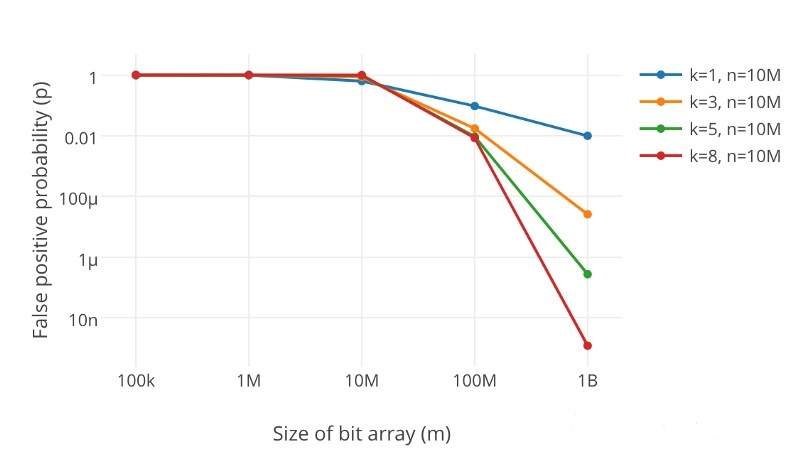 False positive probability (p)
1
0.01
100μ
1μ
10n
100k
1M
10M
100M
1B
Size of bit array (m)
k=1, n=10M
k=3, n=10M
k=5, n=10M
k=8, n=10M